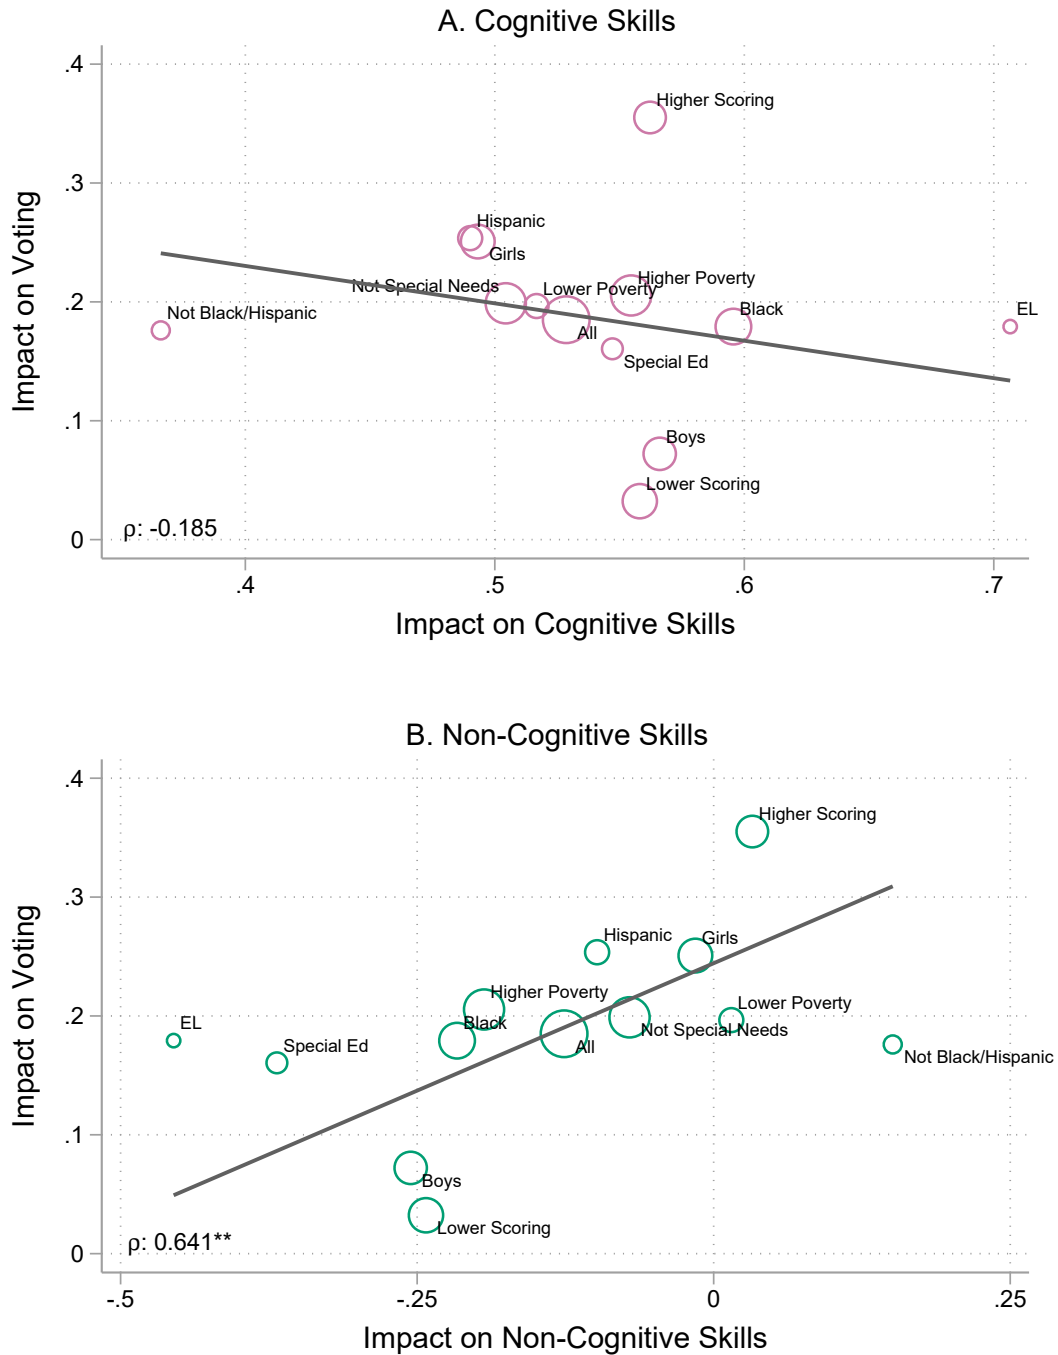 A. Cognitive Skills
Impact on Voting
.4
.3
.2
.1
0
Higher Scoring
Hispanic
Girls
Not Special Needs
Lower Poverty
Higher Poverty
Not Black/Hispanic
Black
EL
All
Special Ed
Boys
Lower Scoring
ρ: -0.185
.4
.5
.6
.7
Impact on Cognitive Skills
B. Non-Cognitive Skills
Impact on Voting
.4
.3
.2
.1
0
Higher Scoring
Hispanic
Girls
Higher Poverty
Lower Poverty
EL
Black
Not Special Needs
Special Ed
All
Not Black/Hispanic
Boys
Lower Scoring
ρ: 0.641**
-.5
-.25
0
.25
Impact on Non-Cognitive Skills